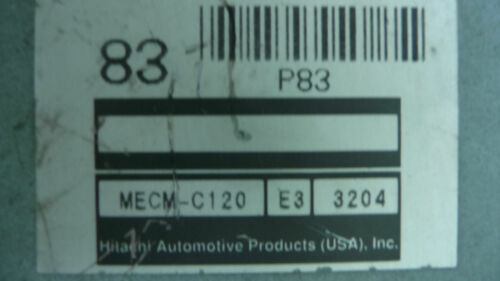 83
P83
MECM-C120 E3 3204
Hitachi Automotive Products (USA), Inc.